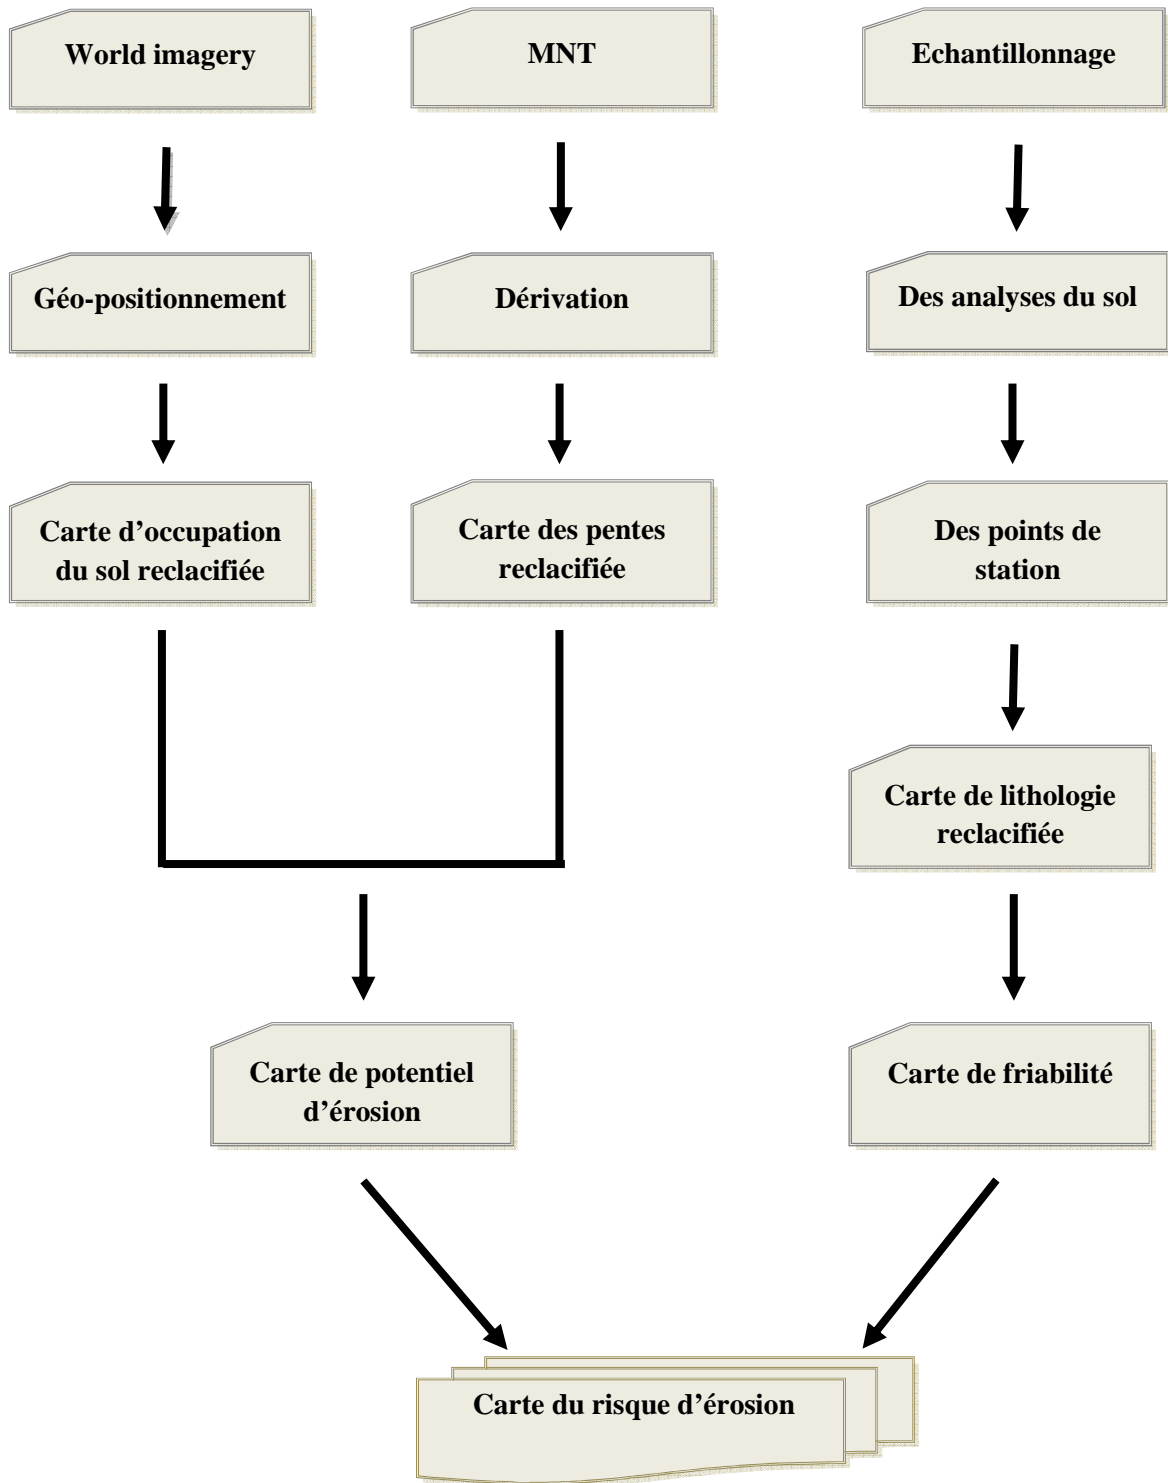 World imagery
MNT
Echantillonnage
Géo-positionnement
Dérivation
Des analyses du sol
Carte d’occupation
du sol reclacifiée
Carte des pentes
reclacifiée
Des points de
station
Carte de lithologie
reclacifiée
Carte de potentiel
d’érosion
Carte de friabilité
Carte du risque d’érosion